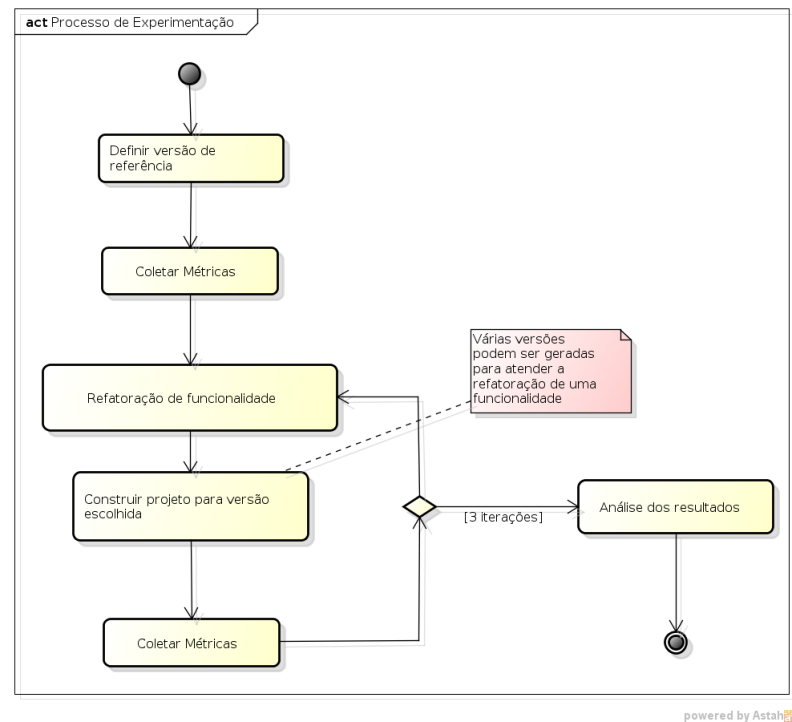 act Processo de Experimentação
Definir versão de
referência
Coletar Métricas
Várias versões
podem ser geradas
para atender a
refatoração de uma
funcionalidade
Refatoração de funcionalidade
Construir projeto para versão
escolhida
[3 iterações]
Análise dos resultados
Coletar Métricas
powered by Astah